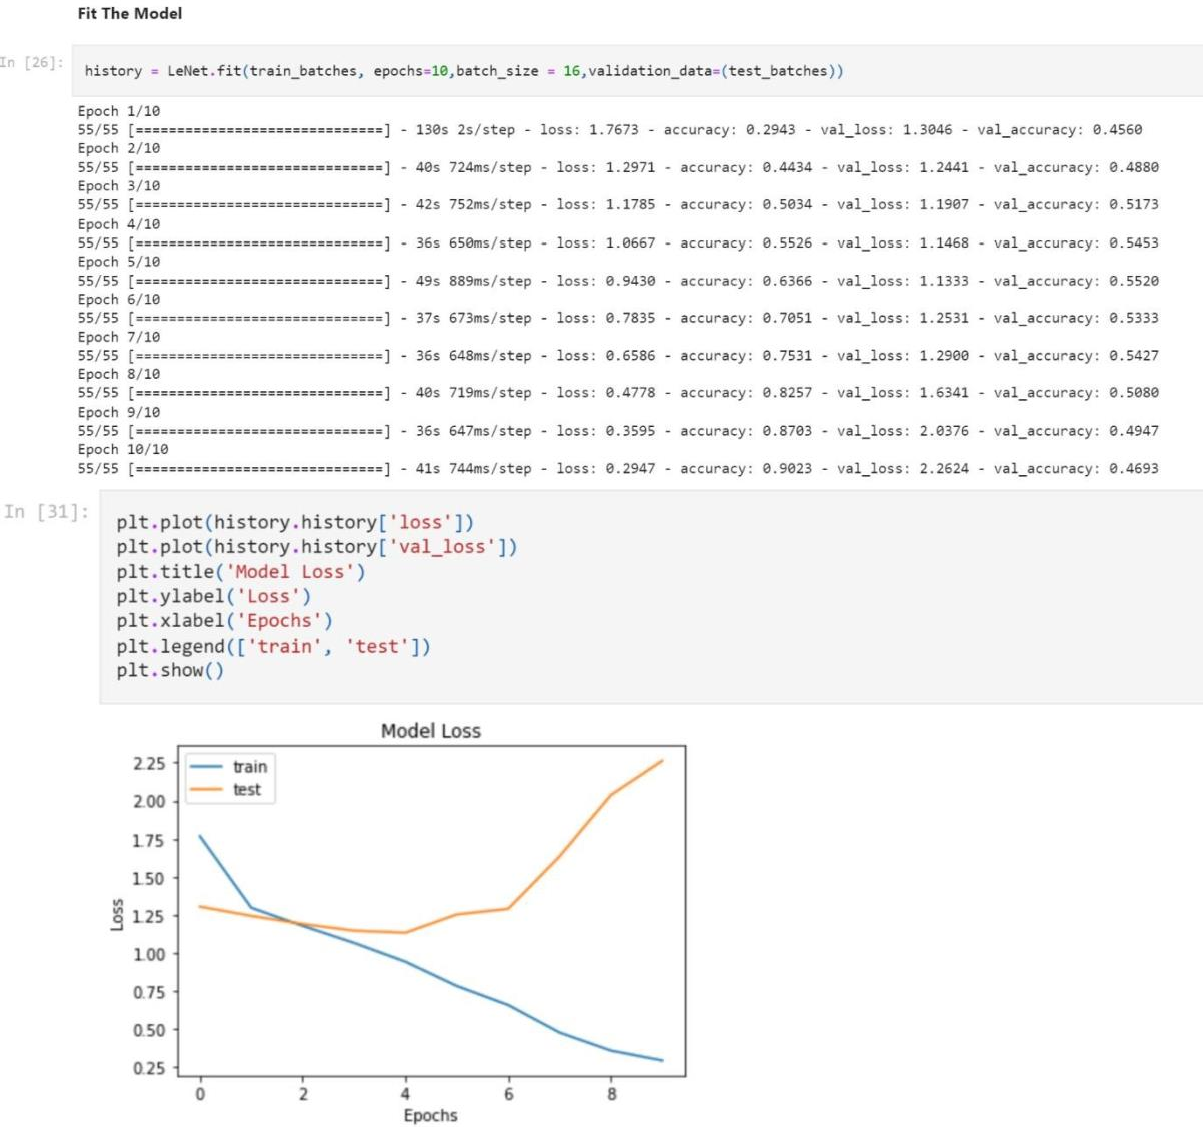 Fit The Model
In [26]:
history = LeNet.fit(train_batches, epochs=10,batch_size = 16,validation_data=(test_batches))
Epoch 1/10
55/55 [==============================] - 130s 2s/step - loss: 1.7673 - accuracy: 0.2943 - val_loss: 1.3046 - val_accuracy: 0.4560
Epoch 2/10
55/55 [==============================] - 40s 724ms/step - loss: 1.2971 - accuracy: 0.4434 - val_loss: 1.2441 - val_accuracy: 0.4880
Epoch 3/10
55/55 [==============================] - 42s 752ms/step - loss: 1.1785 - accuracy: 0.5034 - val_loss: 1.1907 - val_accuracy: 0.5173
Epoch 4/10
55/55 [==============================] - 36s 650ms/step - loss: 1.0667 - accuracy: 0.5526 - val_loss: 1.1468 - val_accuracy: 0.5453
Epoch 5/10
55/55 [==============================] - 49s 889ms/step - loss: 0.9430 - accuracy: 0.6366 - val_loss: 1.1333 - val_accuracy: 0.5520
Epoch 6/10
55/55 [==============================] - 37s 673ms/step - loss: 0.7835 - accuracy: 0.7051 - val_loss: 1.2531 - val_accuracy: 0.5333
Epoch 7/10
55/55 [==============================] - 36s 648ms/step - loss: 0.6586 - accuracy: 0.7531 - val_loss: 1.2900 - val_accuracy: 0.5427
Epoch 8/10
55/55 [==============================] - 40s 719ms/step - loss: 0.4778 - accuracy: 0.8257 - val_loss: 1.6341 - val_accuracy: 0.5080
Epoch 9/10
55/55 [==============================] - 36s 647ms/step - loss: 0.3595 - accuracy: 0.8703 - val_loss: 2.0376 - val_accuracy: 0.4947
Epoch 10/10
55/55 [==============================] - 41s 744ms/step - loss: 0.2947 - accuracy: 0.9023 - val_loss: 2.2624 - val_accuracy: 0.4693
In [31]:
plt.plot(history.history['loss'])
plt.plot(history.history['val_loss'])
plt.title('Model Loss')
plt.ylabel('Loss')
plt.xlabel('Epochs')
plt.legend(['train', 'test'])
plt.show()
Model Loss
train
test
2.25
2.00
1.75
1.50
1.25
1.00
0.75
0.50
0.25
Loss
0 2 4 6 8
Epochs